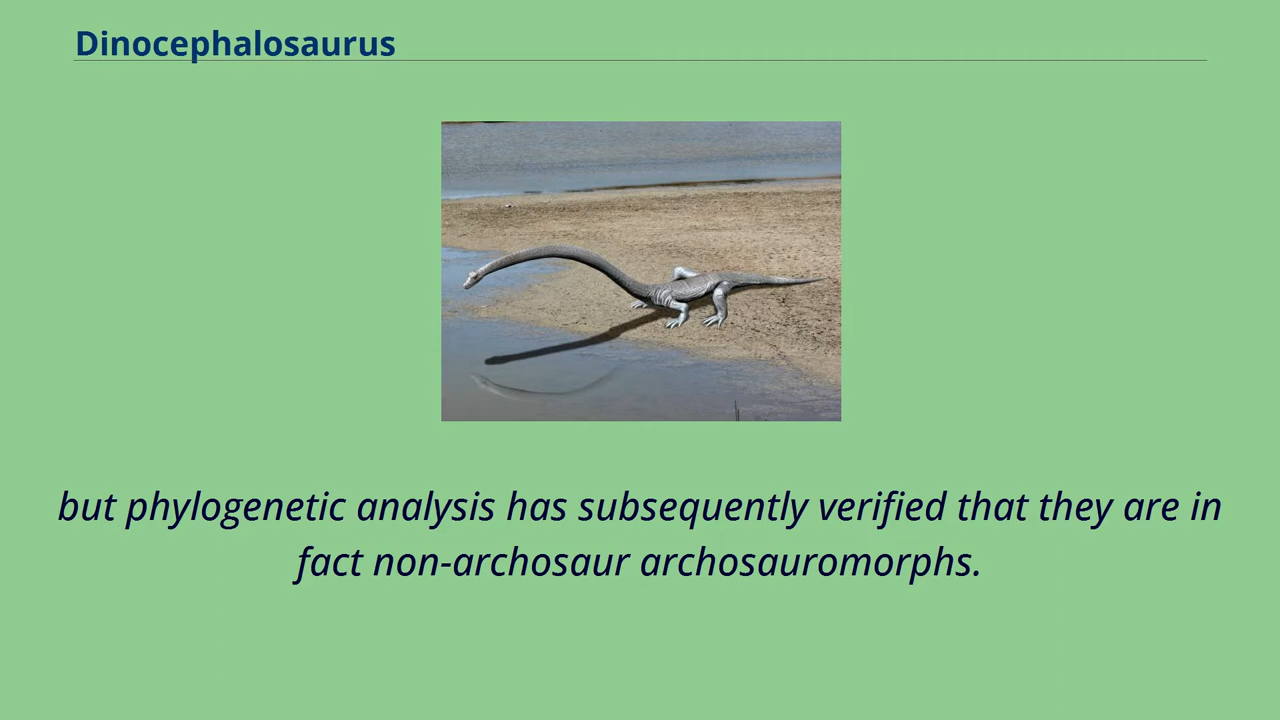 Dinocephalosaurus
but phylogenetic analysis has subsequently verified that they are in
fact non-archosaur archosauromorphs.